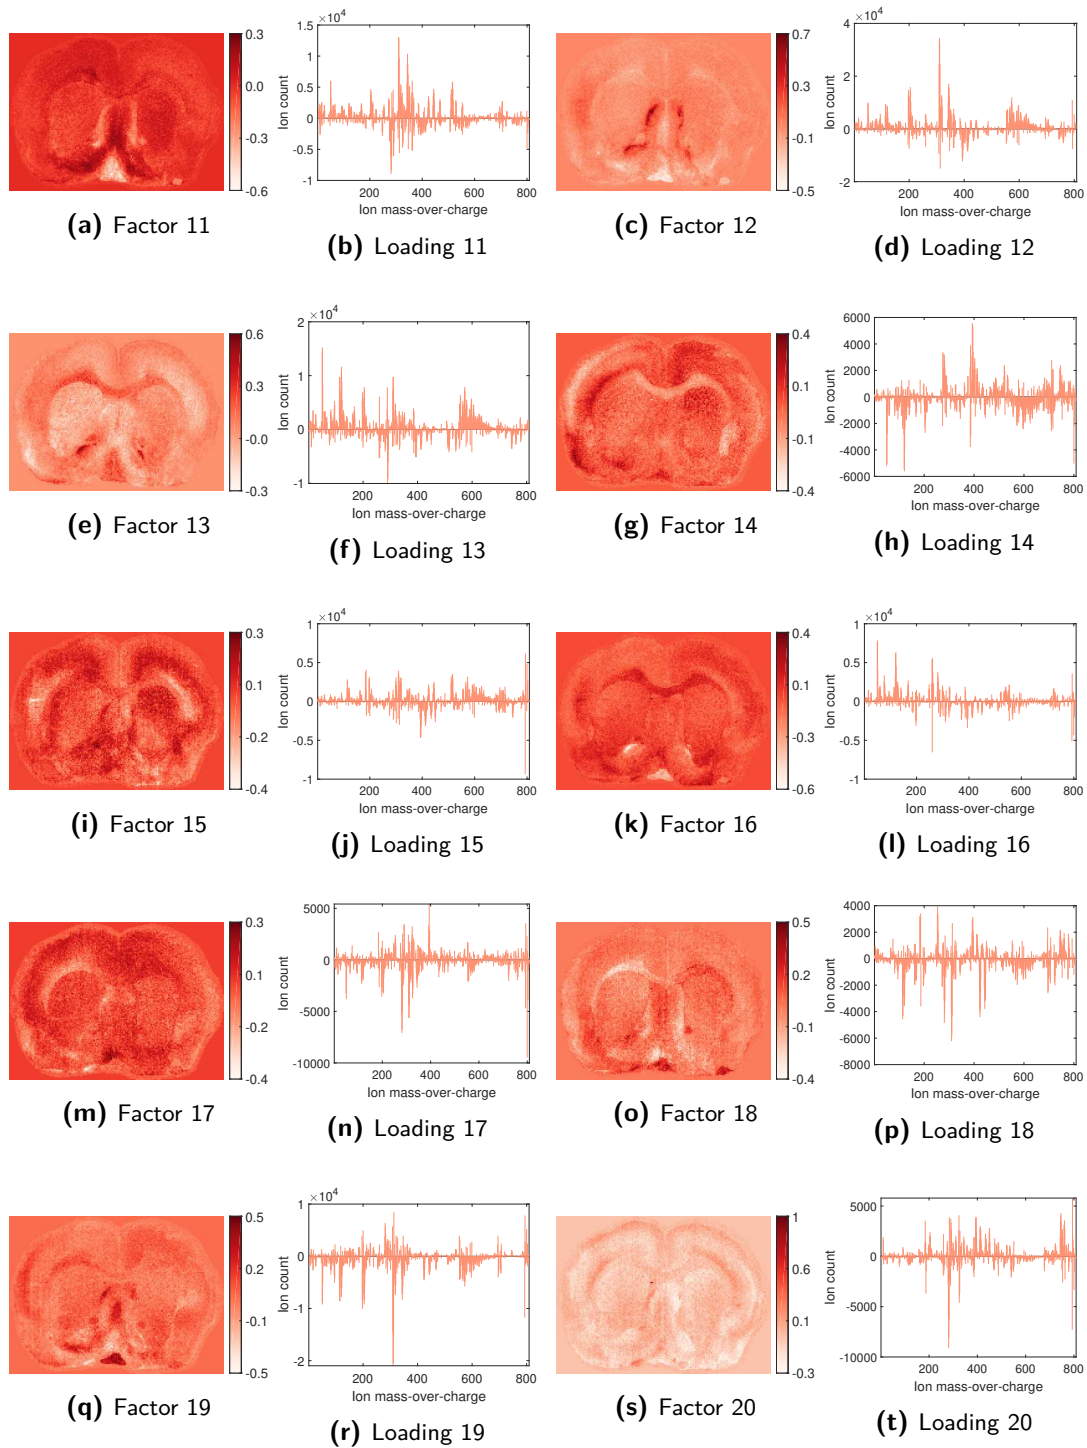 0.3
0.0
-0.3
-0.6
×10⁴
1.5
1
0.5
0
-0.5
-1
Ion count
200 400 600 800
Ion mass-over-charge
0.7
0.3
-0.1
-0.5
×10⁴
4
2
0
-2
Ion count
200 400 600 800
Ion mass-over-charge
(a) Factor 11
(b) Loading 11
(c) Factor 12
(d) Loading 12
0.6
0.3
-0.0
-0.3
×10⁴
2
1
0
-1
Ion count
200 400 600 800
Ion mass-over-charge
0.4
0.1
-0.1
-0.4
6000
4000
2000
0
-2000
-4000
-6000
Ion count
200 400 600 800
Ion mass-over-charge
(e) Factor 13
(f) Loading 13
(g) Factor 14
(h) Loading 14
0.3
0.1
-0.2
-0.4
×10⁴
1
0.5
0
-0.5
-1
Ion count
200 400 600 800
Ion mass-over-charge
0.4
0.1
-0.3
-0.6
×10⁴
1
0.5
0
-0.5
-1
Ion count
200 400 600 800
Ion mass-over-charge
(i) Factor 15
(j) Loading 15
(k) Factor 16
(l) Loading 16
0.3
0.1
-0.2
-0.4
5000
0
-5000
-10000
Ion count
200 400 600 800
Ion mass-over-charge
0.5
0.2
-0.1
-0.4
4000
2000
0
-2000
-4000
-6000
-8000
Ion count
200 400 600 800
Ion mass-over-charge
(m) Factor 17
(n) Loading 17
(o) Factor 18
(p) Loading 18
0.5
0.2
-0.2
-0.5
×10⁴
1
0
-1
-2
Ion count
200 400 600 800
Ion mass-over-charge
1
0.6
0.1
-0.3
5000
0
-5000
-10000
Ion count
200 400 600 800
Ion mass-over-charge
(q) Factor 19
(r) Loading 19
(s) Factor 20
(t) Loading 20